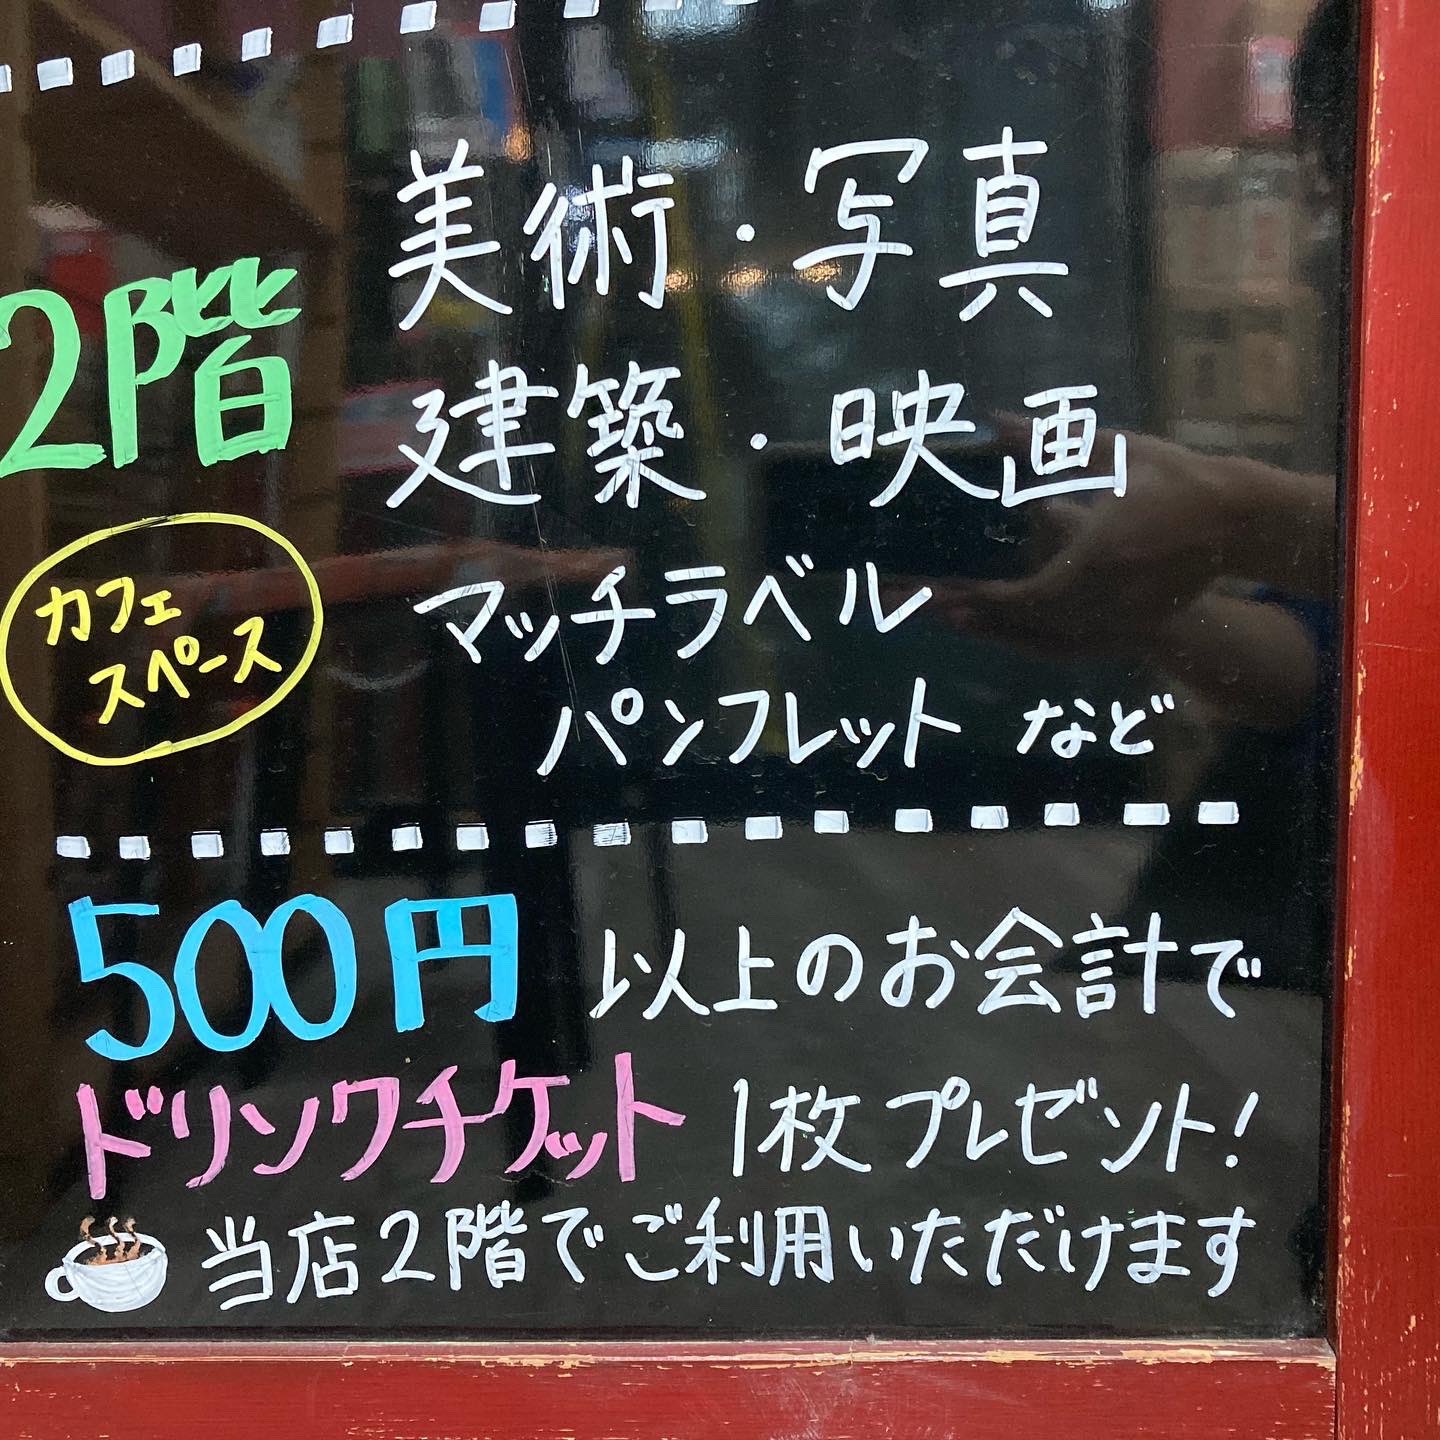 2階
美術・写真
建築・映画
カフェ
スペース
マッチラベル
パンフレット など
500円 以上のお会計で
ドリンクチケット 1枚プレゼント!
当店2階でご利用いただけます